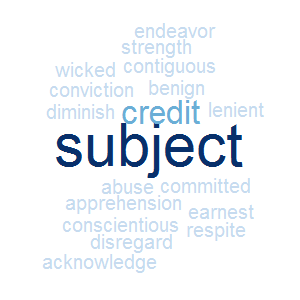 endeavor
strength
wicked contiguous
conviction benign
diminish credit lenient
subject
abuse committed
apprehension earnest
conscientious respite
disregard
acknowledge